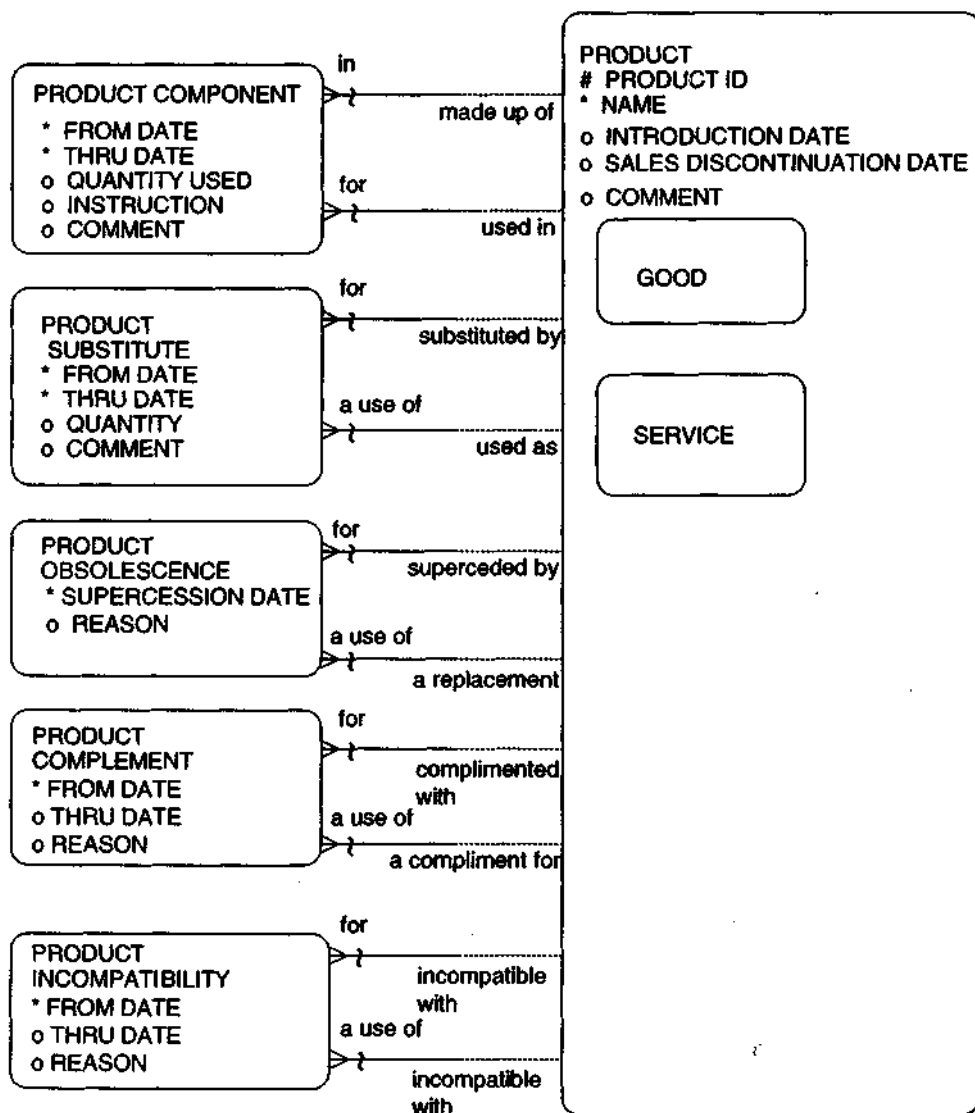 PRODUCT COMPONENT
* FROM DATE
* THRU DATE
o QUANTITY USED
o INSTRUCTION
o COMMENT
in
made up of
for
used in
PRODUCT
SUBSTITUTE
* FROM DATE
* THRU DATE
o QUANTITY
o COMMENT
for
substituted by
a use of
used as
PRODUCT
OBSOLESCENCE
* SUPERCESSION DATE
o REASON
for
superceded by
a use of
a replacement
PRODUCT
COMPLEMENT
* FROM DATE
o THRU DATE
o REASON
for
complimented
with
a use of
a compliment for
PRODUCT
INCOMPATIBILITY
* FROM DATE
o THRU DATE
o REASON
for
incompatible
with
a use of
incompatible
with
PRODUCT
# PRODUCT ID
* NAME
o INTRODUCTION DATE
o SALES DISCONTINUATION DATE
o COMMENT
GOOD
SERVICE